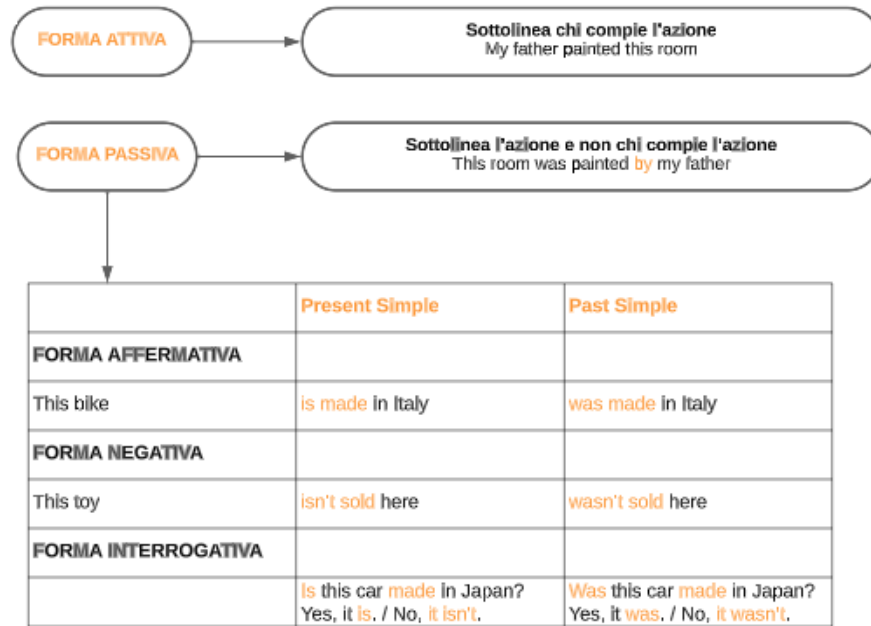 FORMA ATTIVA
Sottolinea chi compie l'azione
My father painted this room
FORMA PASSIVA
Sottolinea l'azione e non chi compie l'azione
This room was painted by my father
Present Simple Past Simple
FORMA AFFERMATIVA
This bike is made in Italy was made in Italy
FORMA NEGATIVA
This toy isn't sold here wasn't sold here
FORMA INTERROGATIVA
Is this car made in Japan? Was this car made in Japan?
Yes, it is. / No, it isn't. Yes, it was. / No, it wasn't.